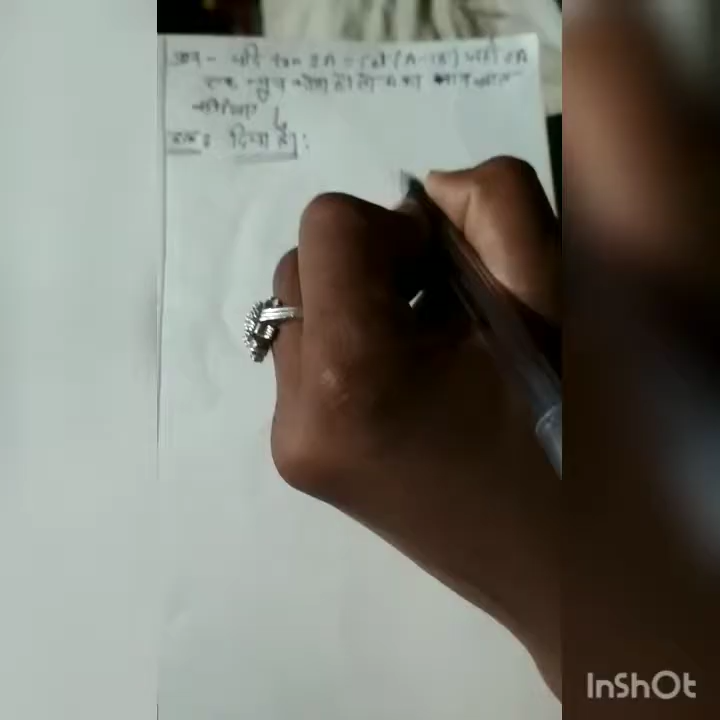 प्रश्न - यदि tan 2A = cot (A-18°) जहाँ 2A
एक न्यून कोण है तो A का मान ज्ञात
कीजिए
हल: दिया है:
InShOt